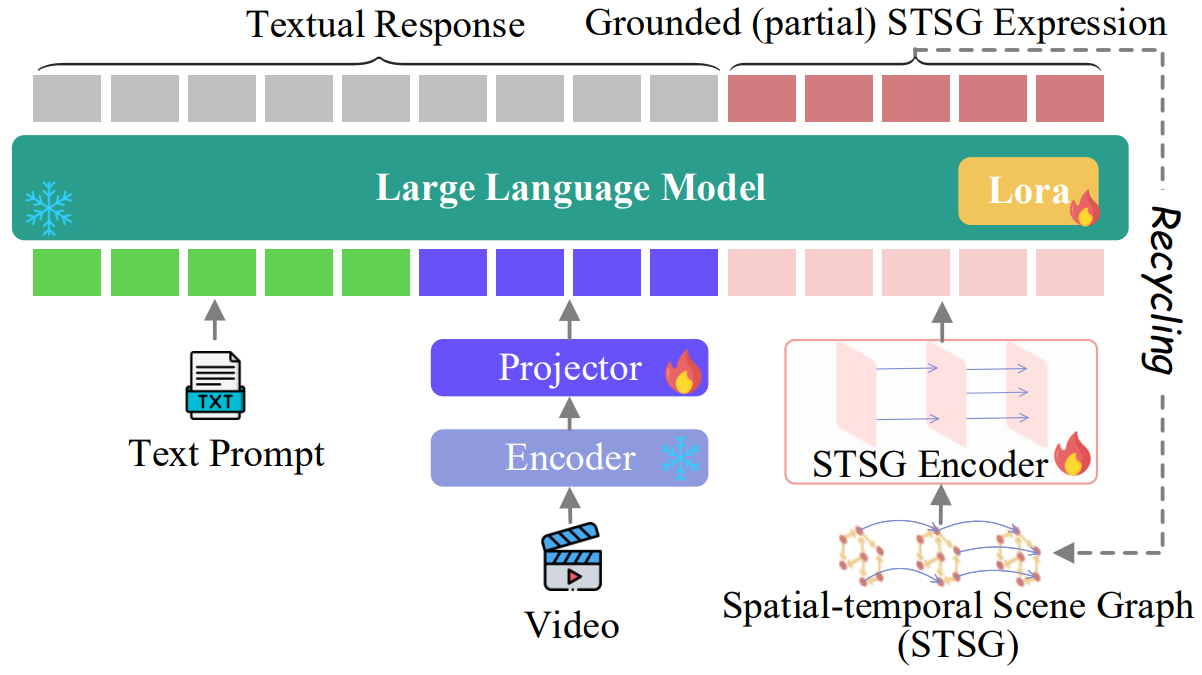 Textual Response
Grounded (partial) STSG Expression
Large Language Model
Lora
Recycling
Projector
TXT
Text Prompt
Encoder
STSG Encoder
Video
Spatial-temporal Scene Graph
(STSG)